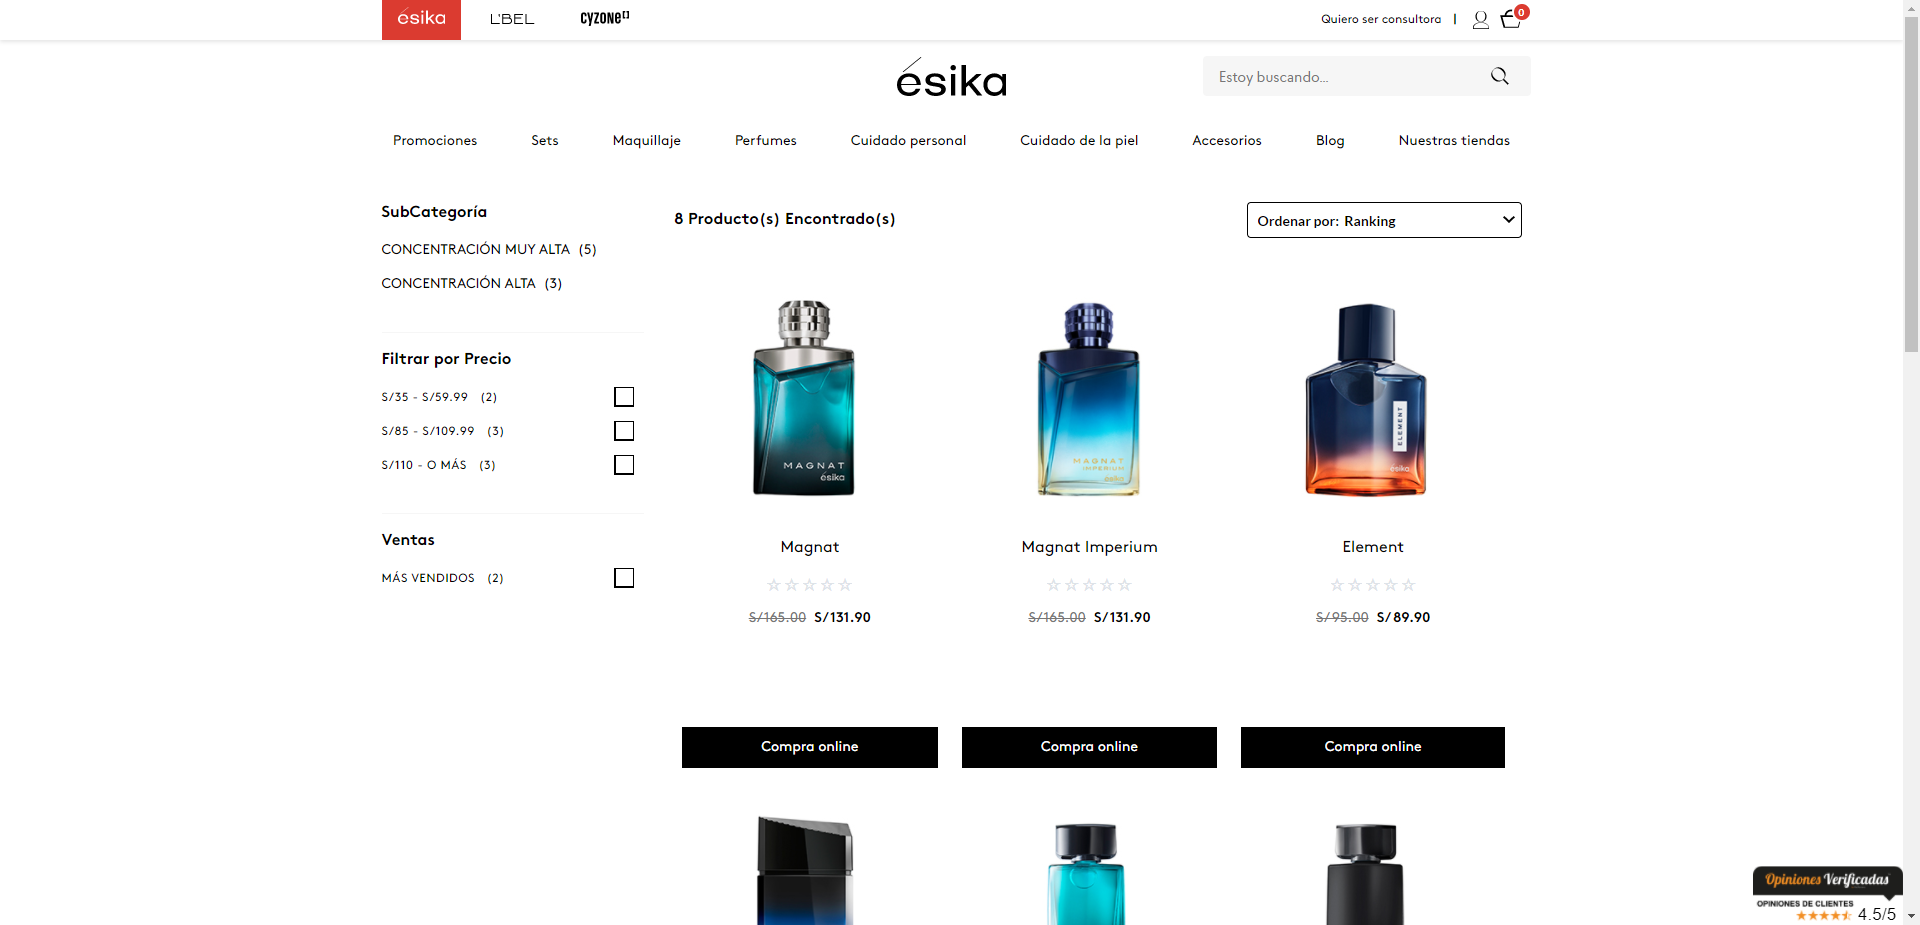 ésika
L'BEL
cyzone
Quiero ser consultora
0
ésika
Estoy buscando...
Promociones
Sets
Maquillaje
Perfumes
Cuidado personal
Cuidado de la piel
Accesorios
Blog
Nuestras tiendas
SubCategoría
CONCENTRACIÓN MUY ALTA (5)
CONCENTRACIÓN ALTA (3)
Filtrar por Precio
S/35 - S/59.99 (2)
S/85 - S/109.99 (3)
S/110 - O MÁS (3)
Ventas
MÁS VENDIDOS (2)
8 Producto(s) Encontrado(s)
Ordenar por: Ranking
MAGNAT
ésika
MAGNAT
IMPERIUM
ésika
ELEMENT
ésika
Magnat
Magnat Imperium
Element
S/165.00 S/131.90
S/165.00 S/131.90
S/95.00 S/89.90
Compra online
Compra online
Compra online
Opiniones Verificadas
OPINIONES DE CLIENTES
4.5/5